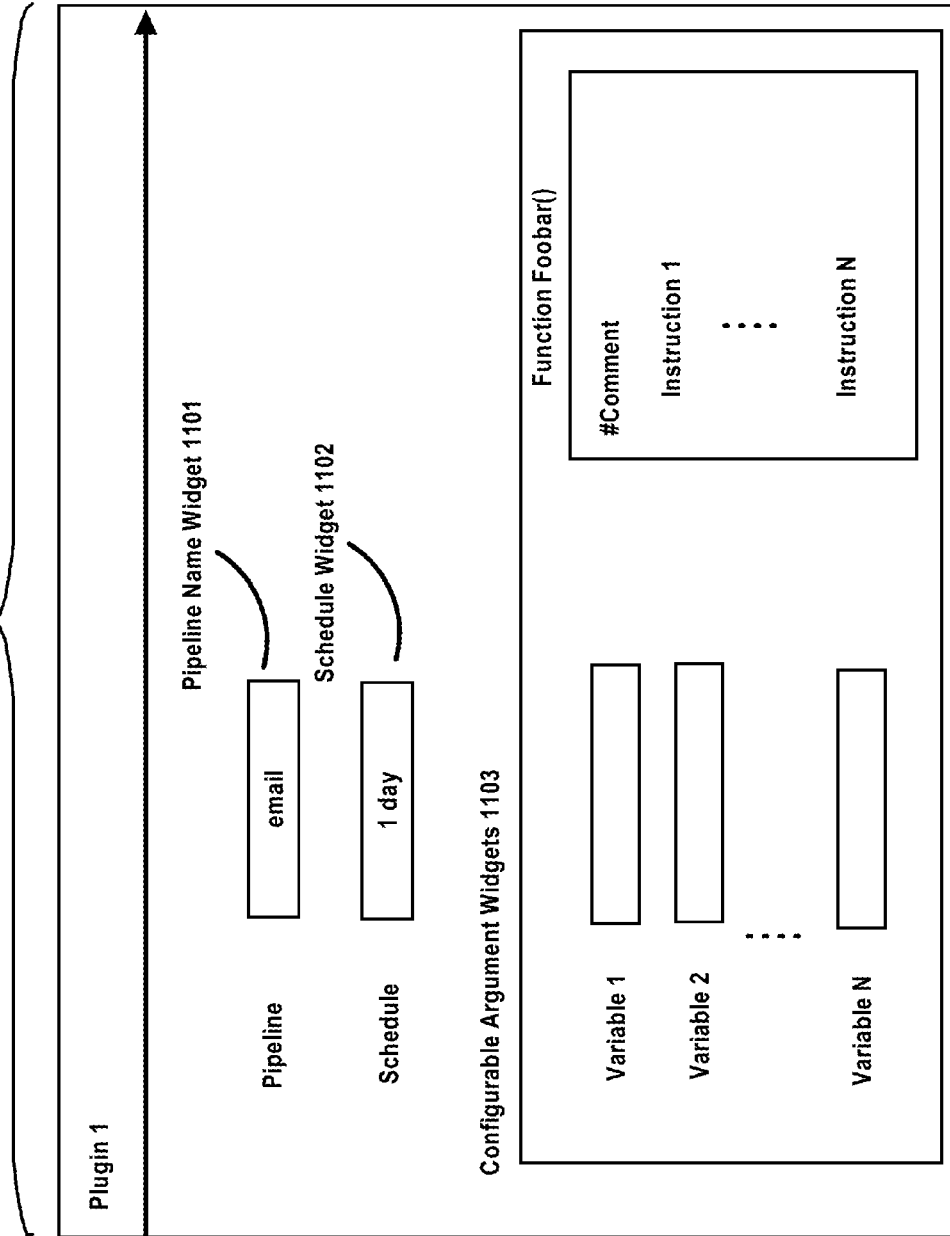 Plugin 1
Pipeline Name Widget 1101
Pipeline
email
Schedule Widget 1102
Schedule
1 day
Configurable Argument Widgets 1103
Function Foobar()
Variable 1
#Comment
Variable 2
Instruction 1
....
....
Variable N
Instruction N